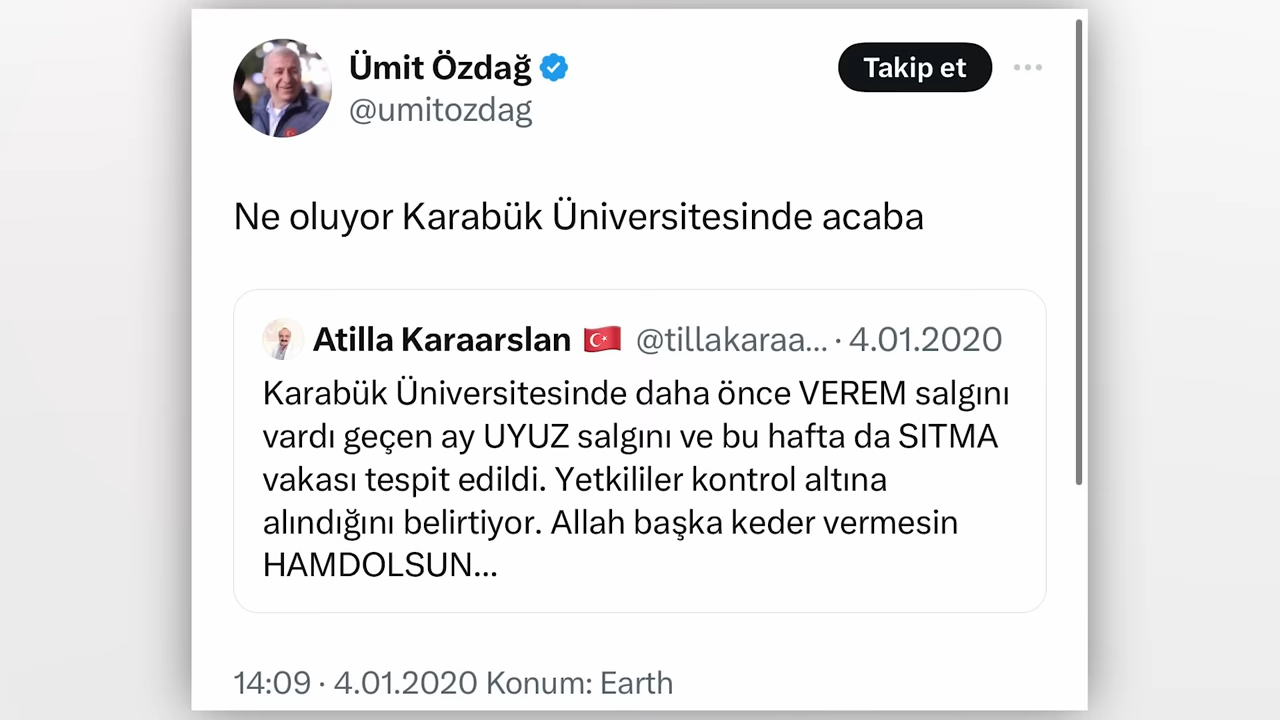 Ümit Özdağ
Takip et
@umitozdag
Ne oluyor Karabük Üniversitesinde acaba
Atilla Karaarslan 🇹🇷 @tillakaraa... · 4.01.2020
Karabük Üniversitesinde daha önce VEREM salgını
vardı geçen ay UYUZ salgını ve bu hafta da SITMA
vakası tespit edildi. Yetkililer kontrol altına
alındığını belirtiyor. Allah başka keder vermesin
HAMDOLSUN...
14:09 · 4.01.2020 Konum: Earth